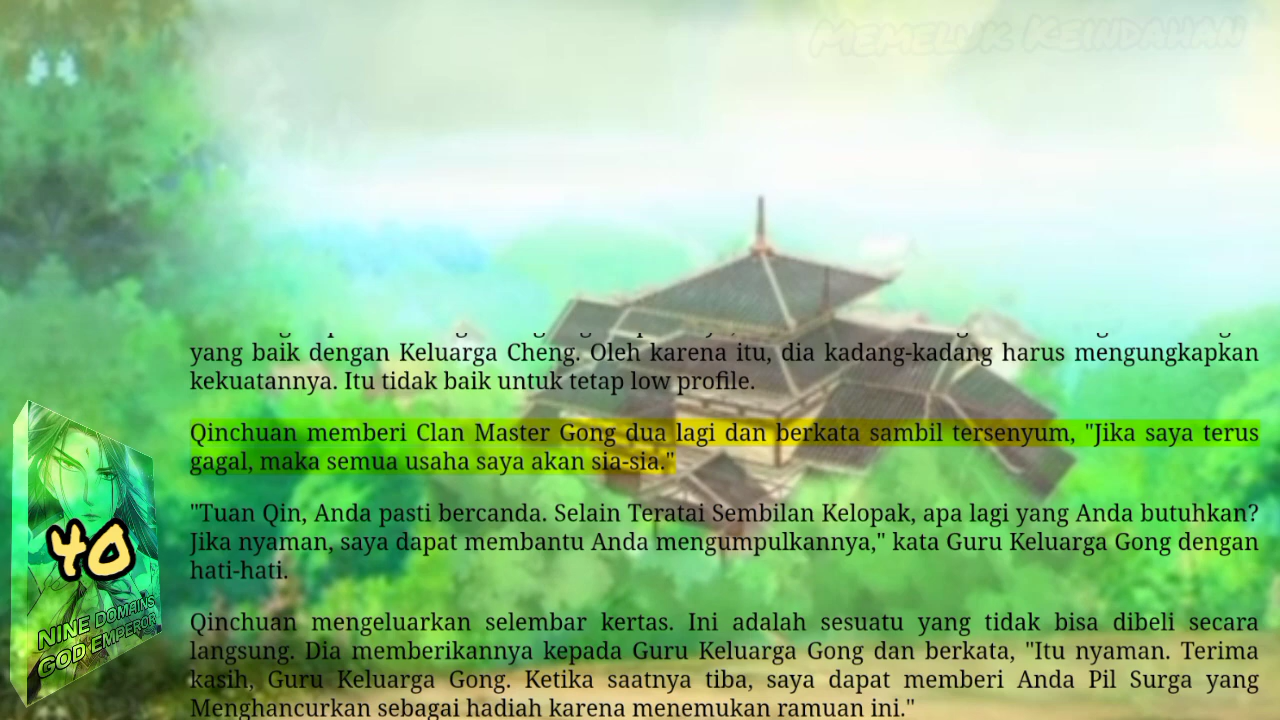 Memeluk Keindahan
yang baik dengan Keluarga Cheng. Oleh karena itu, dia kadang-kadang harus mengungkapkan
kekuatannya. Itu tidak baik untuk tetap low profile.
Qinchuan memberi Clan Master Gong dua lagi dan berkata sambil tersenyum, "Jika saya terus
gagal, maka semua usaha saya akan sia-sia."
"Tuan Qin, Anda pasti bercanda. Selain Teratai Sembilan Kelopak, apa lagi yang Anda butuhkan?
Jika nyaman, saya dapat membantu Anda mengumpulkannya," kata Guru Keluarga Gong dengan
hati-hati.
Qinchuan mengeluarkan selembar kertas. Ini adalah sesuatu yang tidak bisa dibeli secara
langsung. Dia memberikannya kepada Guru Keluarga Gong dan berkata, "Itu nyaman. Terima
kasih, Guru Keluarga Gong. Ketika saatnya tiba, saya dapat memberi Anda Pil Surga yang
Menghancurkan sebagai hadiah karena menemukan ramuan ini."
40
NINE DOMAINS
GOD EMPEROR